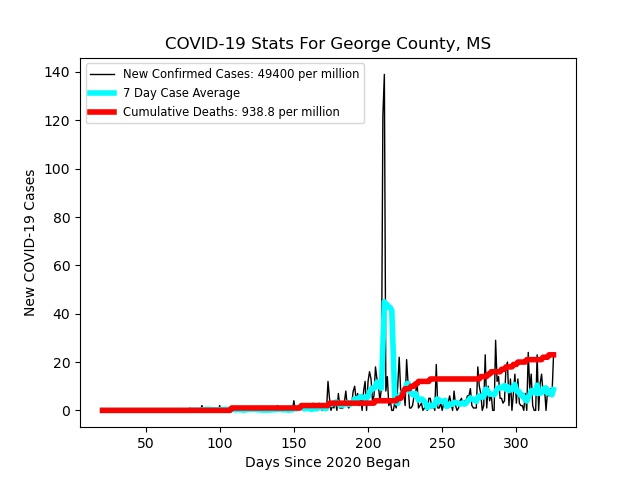 COVID-19 Stats For George County, MS
New Confirmed Cases: 49400 per million
7 Day Case Average
Cumulative Deaths: 938.8 per million
New COVID-19 Cases
140
120
100
80
60
40
20
0
50
100
150
200
250
300
Days Since 2020 Began